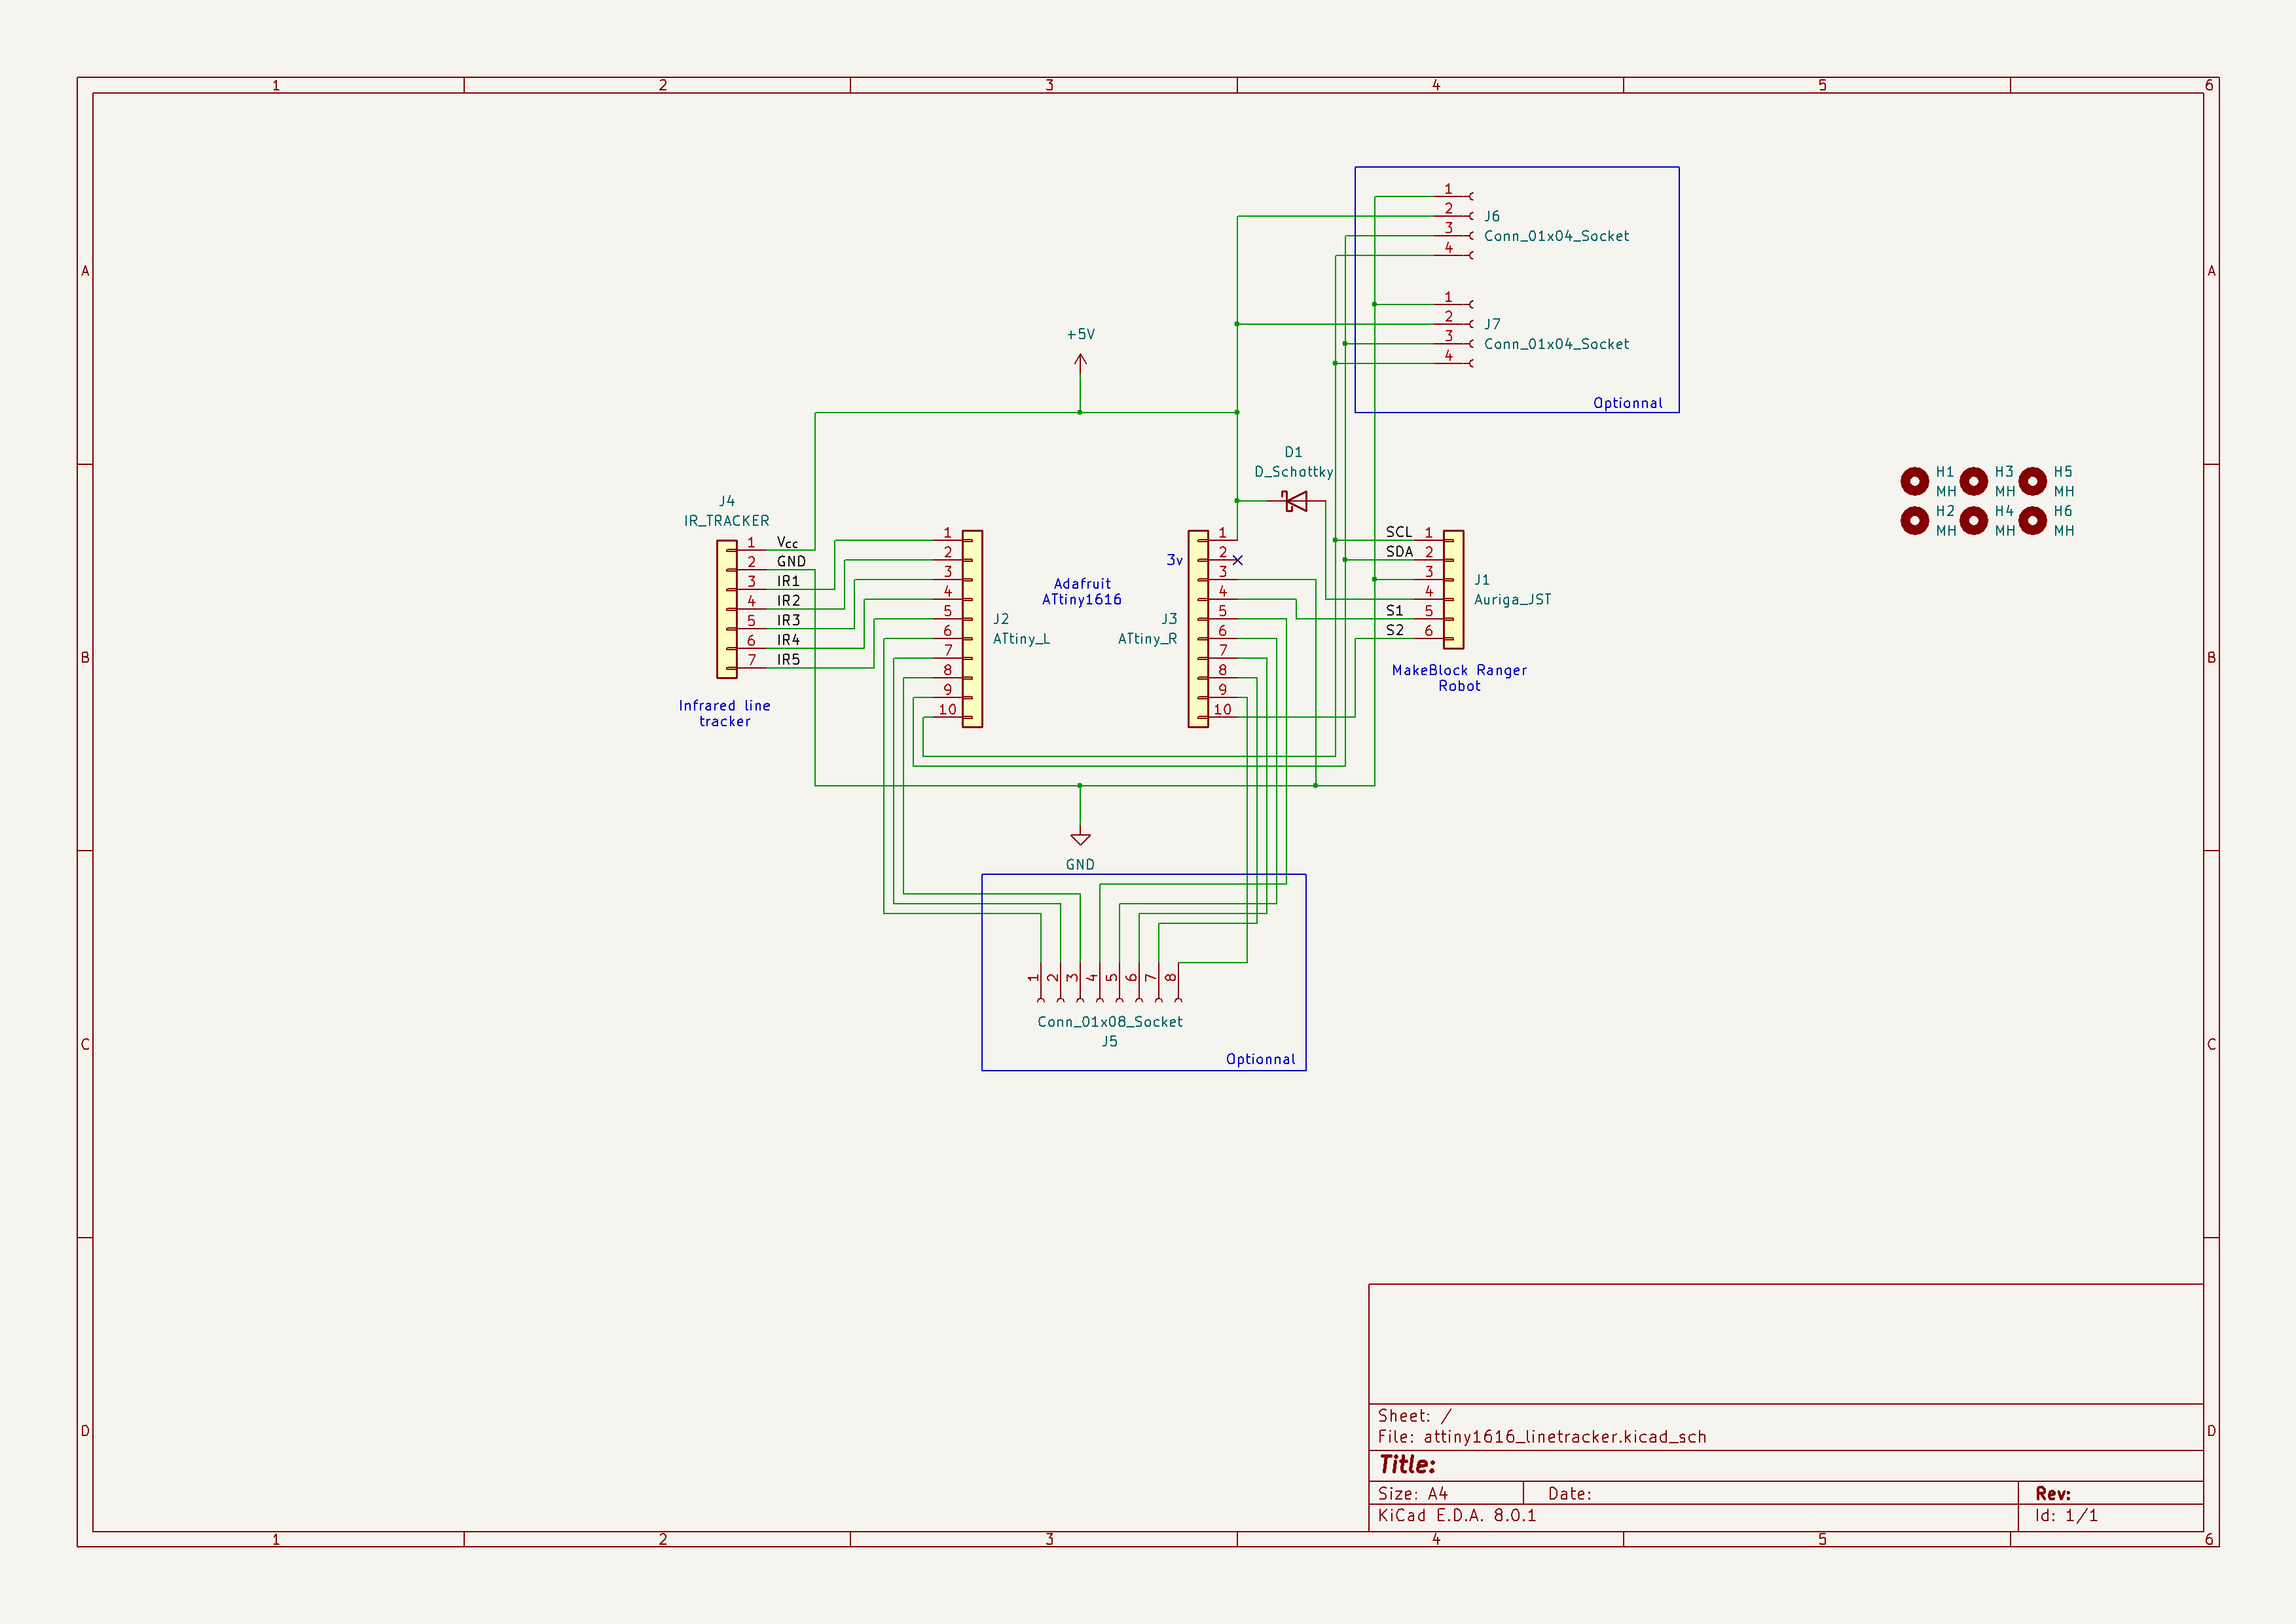 1 2 3 4 5 6
A A
1
2 J6
3 Conn_01x04_Socket
4
1
2 J7
3 Conn_01x04_Socket
4
Optionnal
+5V
D1
D_Schottky
H1 H3 H5
MH MH MH
H2 H4 H6
MH MH MH
J4
IR_TRACKER
1 Vcc
2 GND
3 IR1
4 IR2
5 IR3
6 IR4
7 IR5
Infrared line
tracker
1
2
3
4
5
6
7
8
9
10
J2
ATtiny_L
Adafruit
ATtiny1616
3v
J3
ATtiny_R
1
2
3
4
5
6
7
8
9
10
SCL 1
SDA 2
3
4
S1 5
S2 6
J1
Auriga_JST
MakeBlock Ranger
Robot
B B
GND
1 2 3 4 5 6 7 8
Conn_01x08_Socket
J5
Optionnal
C C
D D
Sheet: /
File: attiny1616_linetracker.kicad_sch
Title:
Size: A4 Date: Rev:
KiCad E.D.A. 8.0.1 Id: 1/1
1 2 3 4 5 6